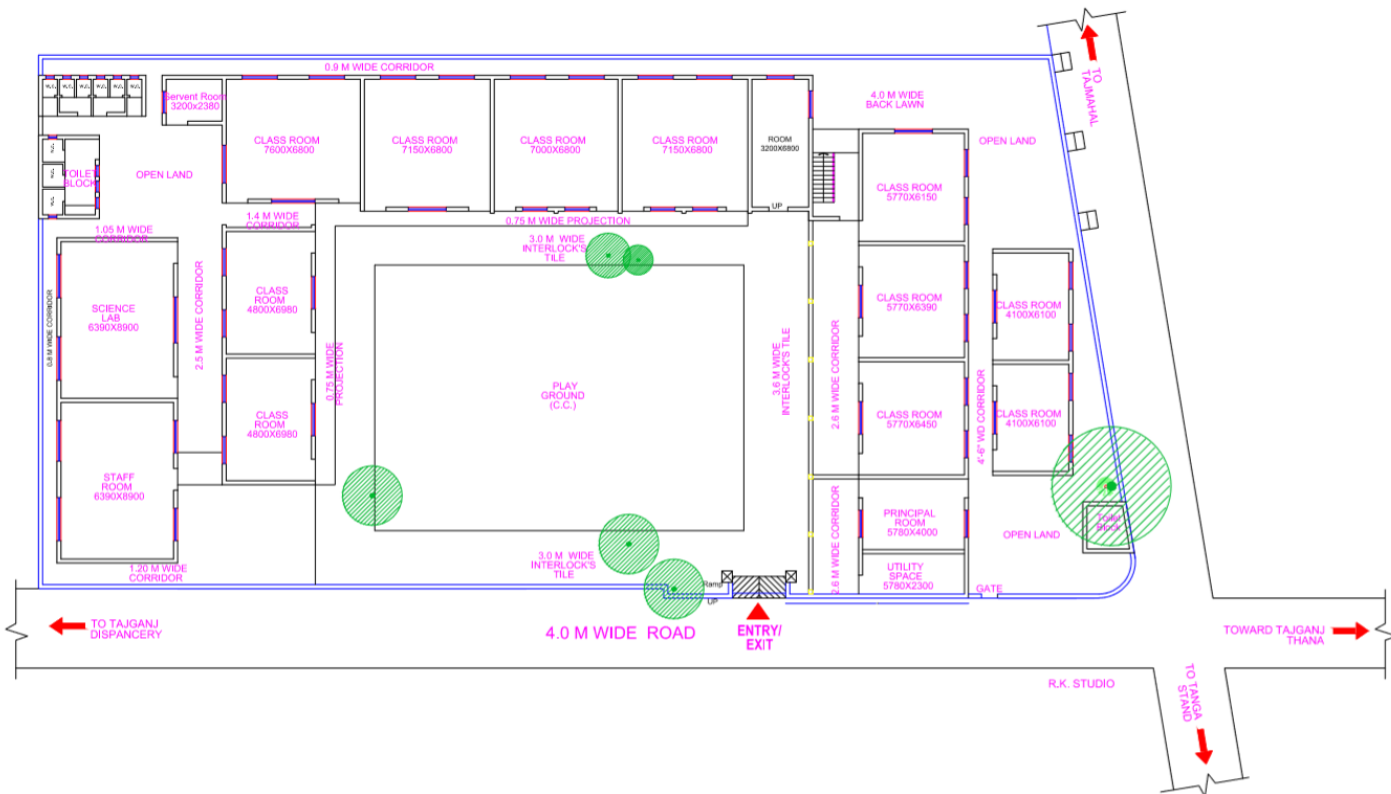 TO
TAJMAHAL
0.9 M WIDE CORRIDOR
W.C.
W.C.
W.C.
W.C.
W.C.
W.C.
Servent Room
3200x2380
4.0 M WIDE
BACK LAWN
CLASS ROOM
7600X6800
CLASS ROOM
7150X6800
CLASS ROOM
7000X6800
CLASS ROOM
7150X6800
ROOM
3200X6800
OPEN LAND
W.C.
W.C.
W.C.
TOILET
BLOCK
OPEN LAND
CLASS ROOM
5770X6150
UP
1.4 M WIDE
CORRIDOR
0.75 M WIDE PROJECTION
1.05 M WIDE
CORRIDOR
3.0 M WIDE
INTERLOCK'S
TILE
SCIENCE
LAB
6390X8900
0.8 M WIDE CORRIDOR
2.5 M WIDE CORRIDOR
CLASS
ROOM
4800X6980
0.75 M WIDE
PROJECTION
CLASS ROOM
5770X6390
CLASS ROOM
4100X6100
3.6 M WIDE
INTERLOCK'S TILE
2.6 M WIDE CORRIDOR
PLAY
GROUND
(C.C.)
CLASS
ROOM
4800X6980
CLASS ROOM
5770X6450
4'-6" WD CORRIDOR
CLASS ROOM
4100X6100
STAFF
ROOM
6390X8900
PRINCIPAL
ROOM
5780X4000
2.6 M WIDE CORRIDOR
OPEN LAND
Toilet
Block
3.0 M WIDE
INTERLOCK'S
TILE
1.20 M WIDE
CORRIDOR
UTILITY
SPACE
5780X2300
Ramp
UP
GATE
TO TAJGANJ
DISPANCERY
4.0 M WIDE ROAD
ENTRY/
EXIT
TOWARD TAJGANJ
THANA
R.K. STUDIO
TO TANGA
STAND